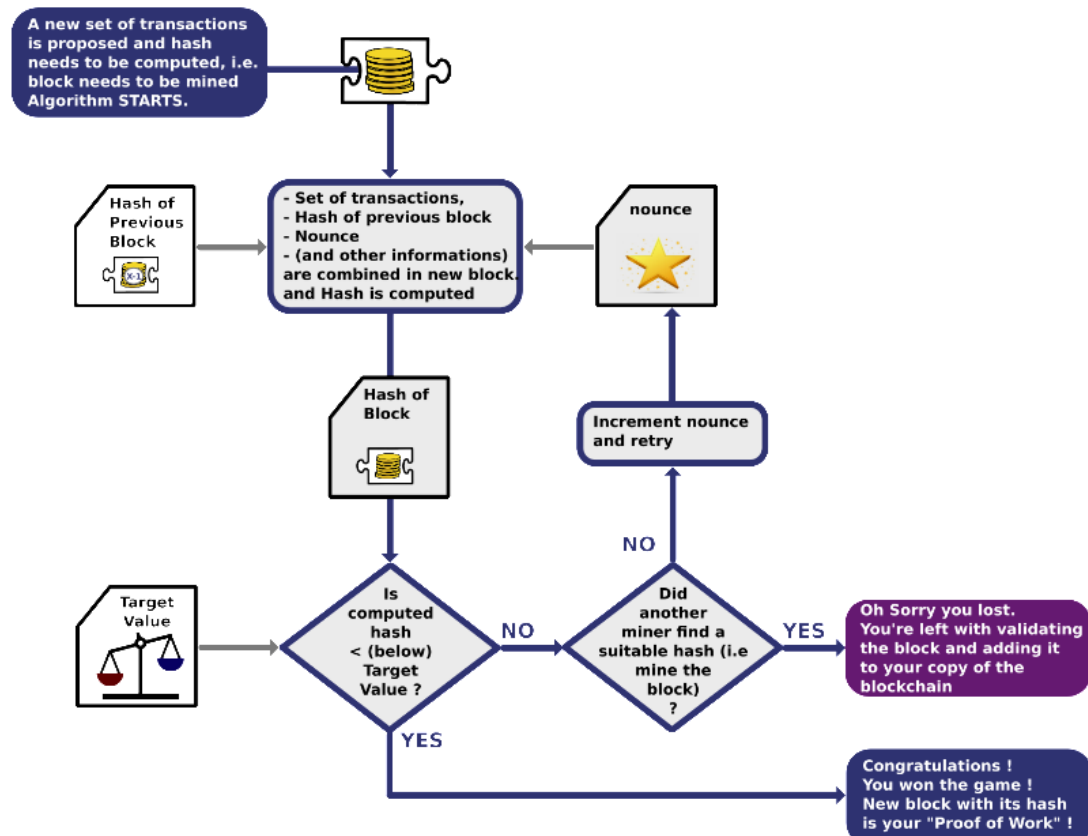 A new set of transactions
is proposed and hash
needs to be computed, i.e.
block needs to be mined
Algorithm STARTS.
Hash of
Previous
Block
X-1
- Set of transactions,
- Hash of previous block
- Nounce
- (and other informations)
are combined in new block.
and Hash is computed
nounce
Hash of
Block
Increment nounce
and retry
Target
Value
Is
computed
hash
< (below)
Target
Value ?
NO
YES
Did
another
miner find a
suitable hash (i.e
mine the
block)
?
NO
YES
Oh Sorry you lost.
You're left with validating
the block and adding it
to your copy of the
blockchain
Congratulations !
You won the game !
New block with its hash
is your "Proof of Work" !